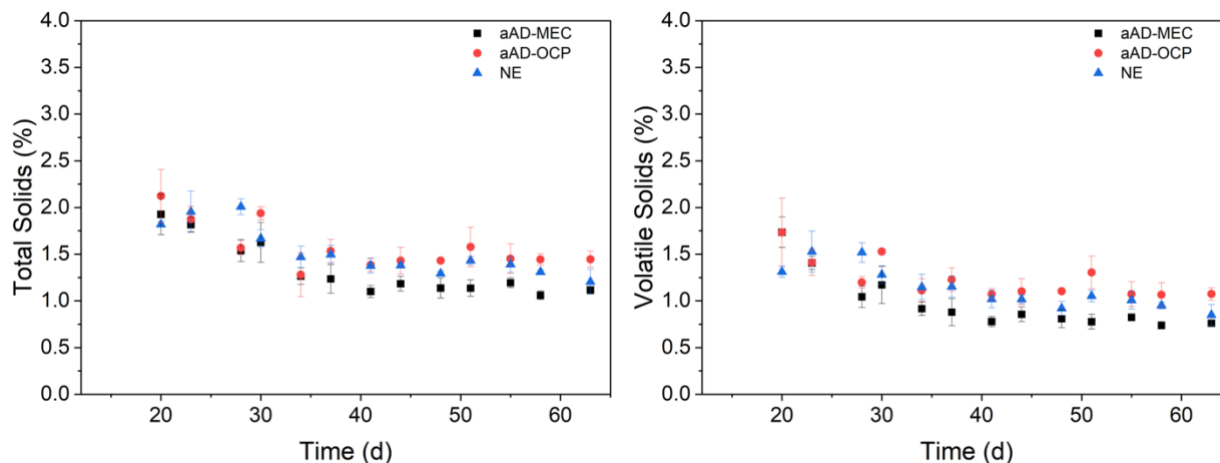 4.0
3.5
3.0
2.5
2.0
1.5
1.0
0.5
0.0
Total Solids (%)
aAD-MEC
aAD-OCP
NE
20 30 40 50 60
Time (d)
4.0
3.5
3.0
2.5
2.0
1.5
1.0
0.5
0.0
Volatile Solids (%)
aAD-MEC
aAD-OCP
NE
20 30 40 50 60
Time (d)